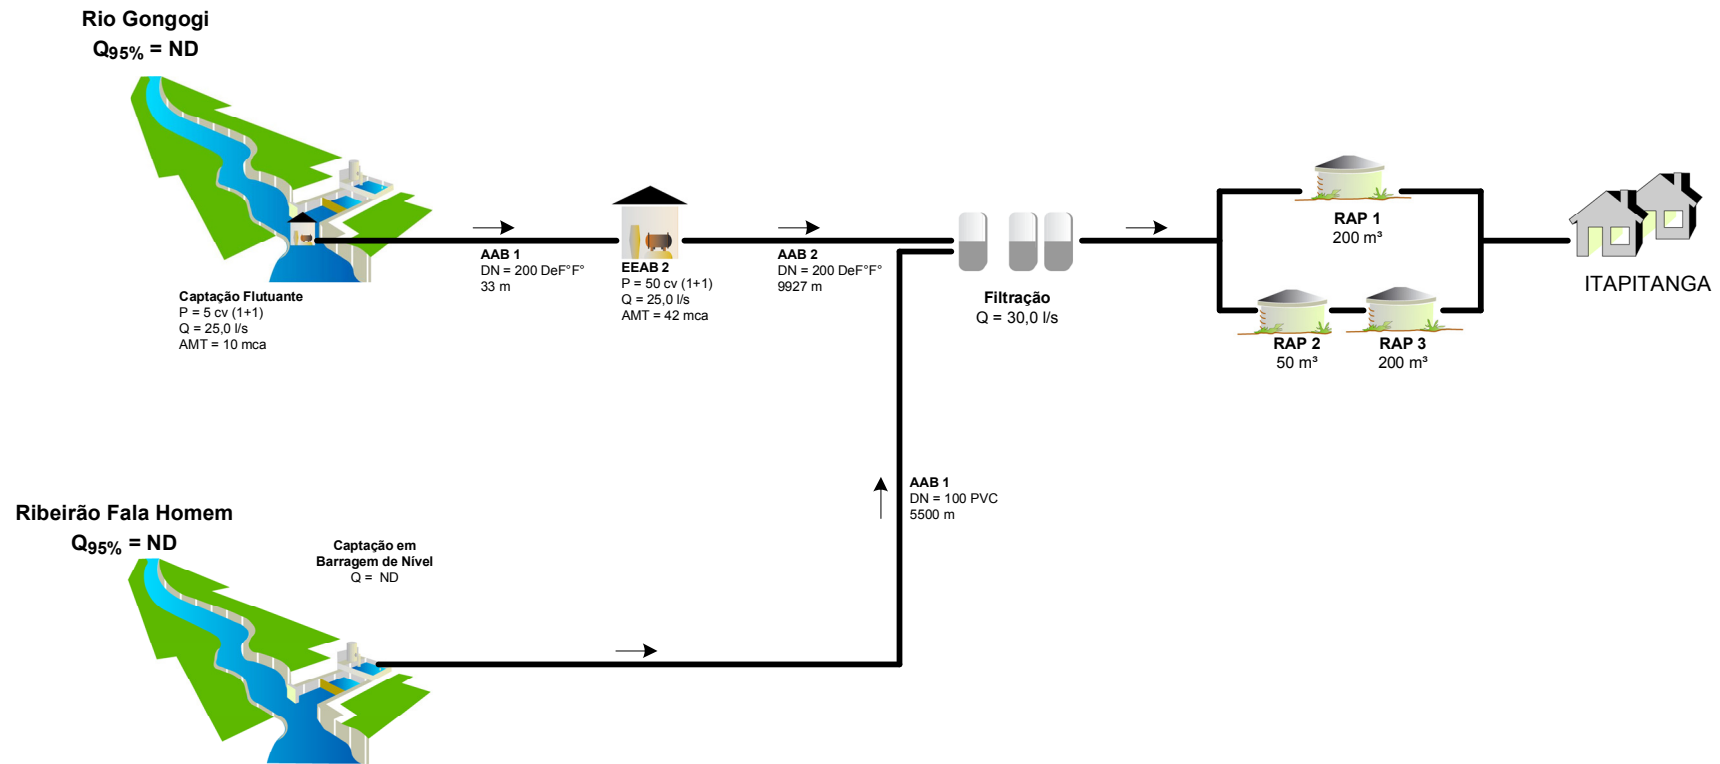 Rio Gongogi
Q95% = ND
Captação Flutuante
P = 5 cv (1+1)
Q = 25,0 l/s
AMT = 10 mca
AAB 1
DN = 200 DeF°F°
33 m
EEAB 2
P = 50 cv (1+1)
Q = 25,0 l/s
AMT = 42 mca
AAB 2
DN = 200 DeF°F°
9927 m
Filtração
Q = 30,0 l/s
RAP 1
200 m³
RAP 2
50 m³
RAP 3
200 m³
ITAPITANGA
AAB 1
DN = 100 PVC
5500 m
Ribeirão Fala Homem
Q95% = ND
Captação em
Barragem de Nível
Q = ND